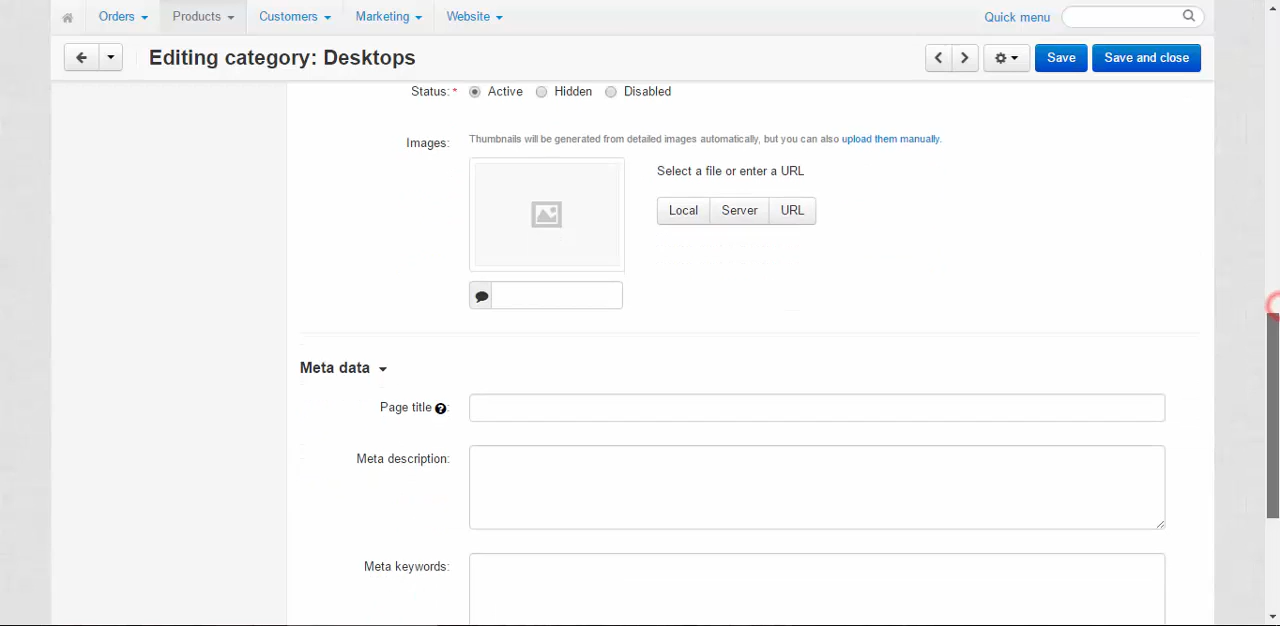 Orders Products Customers Marketing Website Quick menu
Editing category: Desktops Save Save and close
Status:* Active Hidden Disabled
Images: Thumbnails will be generated from detailed images automatically, but you can also upload them manually.
Select a file or enter a URL
Local Server URL
Meta data
Page title ?:
Meta description:
Meta keywords: